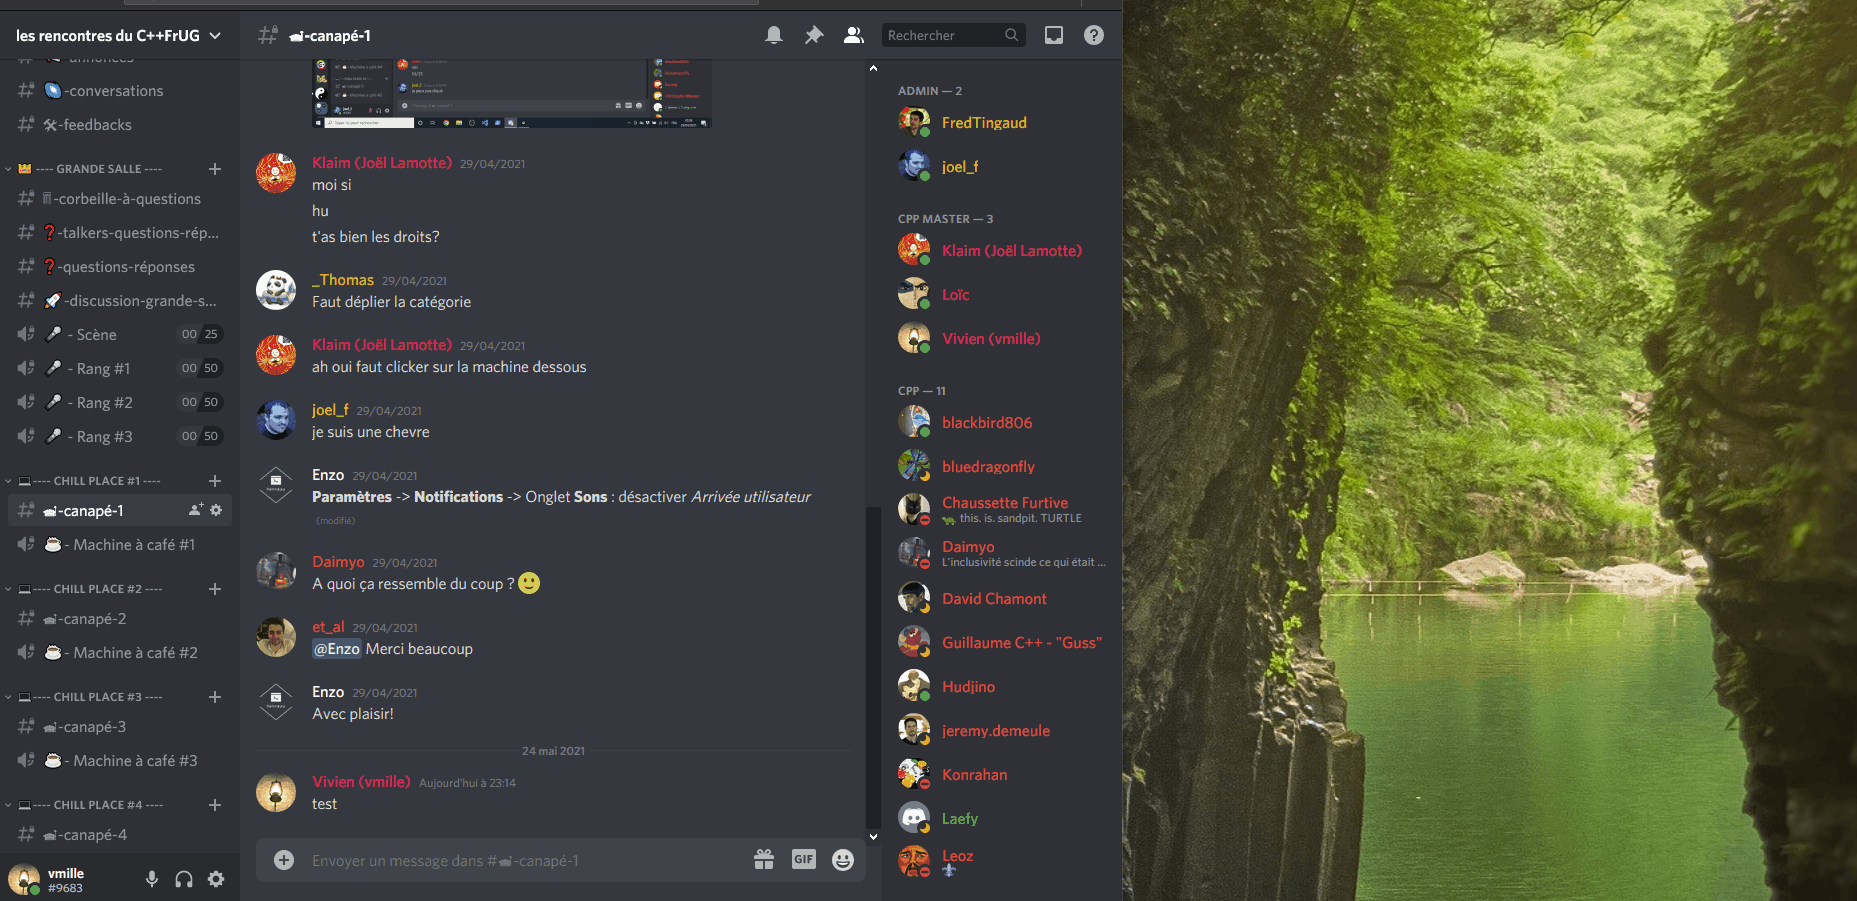 les rencontres du C++FrUG
-annonces
-conversations
-feedbacks
---- GRANDE SALLE ----
-corbeille-à-questions
-talkers-questions-rép...
-questions-réponses
-discussion-grande-s...
- Scène 00 25
- Rang #1 00 50
- Rang #2 00 50
- Rang #3 00 50
---- CHILL PLACE #1 ----
-canapé-1
- Machine à café #1
---- CHILL PLACE #2 ----
-canapé-2
- Machine à café #2
---- CHILL PLACE #3 ----
-canapé-3
- Machine à café #3
---- CHILL PLACE #4 ----
-canapé-4
vmille
#9683
-canapé-1
Rechercher
Klaim (Joël Lamotte) 29/04/2021
moi si
hu
t'as bien les droits?
_Thomas 29/04/2021
Faut déplier la catégorie
Klaim (Joël Lamotte) 29/04/2021
ah oui faut clicker sur la machine dessous
joel_f 29/04/2021
je suis une chevre
Enzo 29/04/2021
Paramètres -> Notifications -> Onglet Sons : désactiver Arrivée utilisateur
(modifié)
Daimyo 29/04/2021
A quoi ça ressemble du coup ?
et_al 29/04/2021
@Enzo Merci beaucoup
Enzo 29/04/2021
Avec plaisir!
24 mai 2021
Vivien (vmille) Aujourd'hui à 23:14
test
Envoyer un message dans # -canapé-1
GIF
ADMIN — 2
FredTingaud
joel_f
CPP MASTER — 3
Klaim (Joël Lamotte)
Loïc
Vivien (vmille)
CPP — 11
blackbird806
bluedragonfly
Chaussette Furtive
this. is. sandpit. TURTLE
Daimyo
L'inclusivité scinde ce qui était ...
David Chamont
Guillaume C++ - "Guss"
Hudjino
jeremy.demeule
Konrahan
Laefy
Leoz